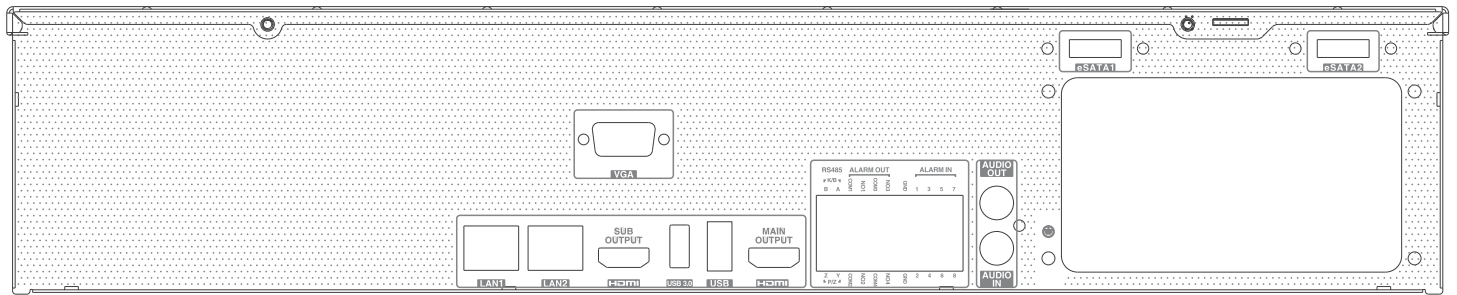 eSATA1
eSATA2
VGA
SUB
OUTPUT
MAIN
OUTPUT
LAN1
LAN2
HDMI
USB 3.0
USB
HDMI
RS485 ALARM OUT ALARM IN
K/B
B A COM1 NO1 COM3 NO3 GND 1 3 5 7
Z Y COM2 NO2 COM4 NO4 GND 2 4 6 8
P/Z
AUDIO
OUT
AUDIO
IN